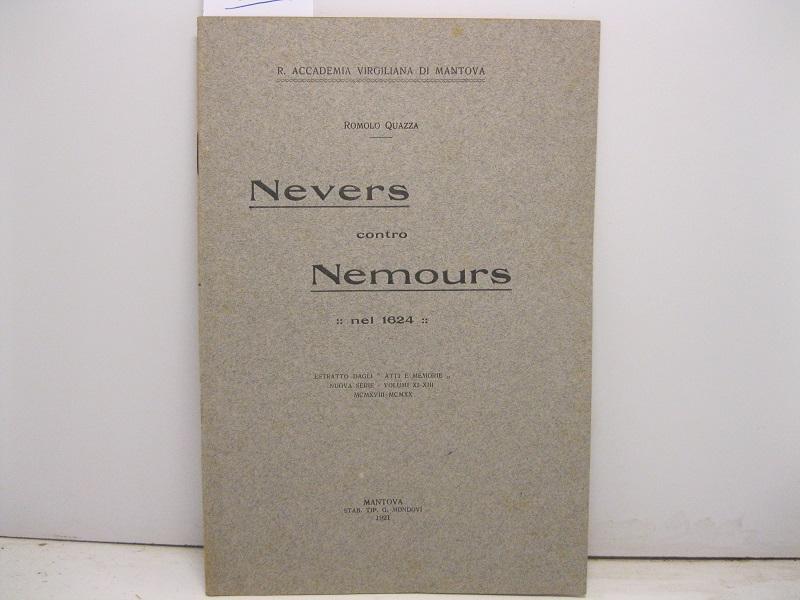 R. ACCADEMIA VIRGILIANA DI MANTOVA
ROMOLO QUAZZA
Nevers
contro
Nemours
:: nel 1624 ::
ESTRATTO DAGLI " ATTI E MEMORIE „
NUOVA SERIE - VOLUMI XI-XIII
MCMXVIII-MCMXX
MANTOVA
STAB. TIP. G. MONDOVI
1921